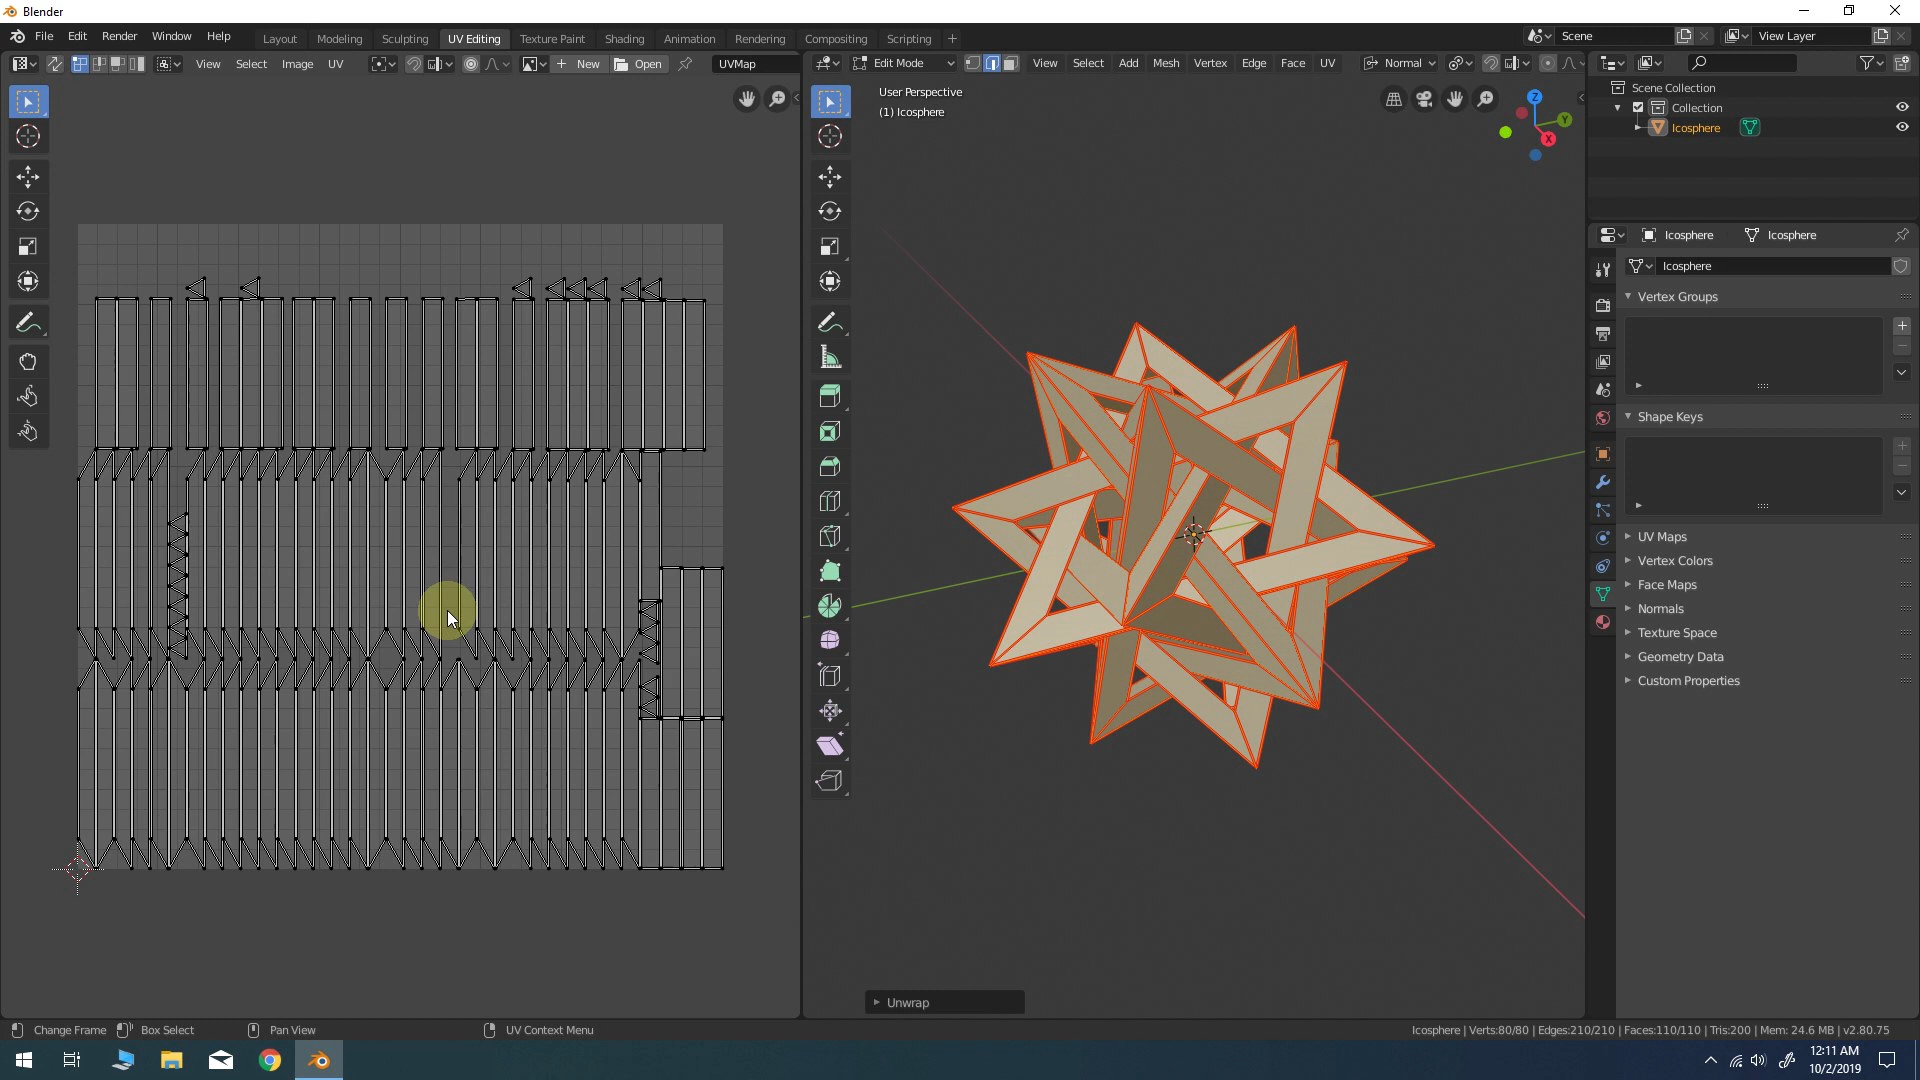 Blender
File Edit Render Window Help
Layout Modeling Sculpting UV Editing Texture Paint Shading Animation Rendering Compositing Scripting +
Scene
View Layer
View Select Image UV
New Open
UVMap
Edit Mode
View Select Add Mesh Vertex Edge Face UV
Normal
User Perspective
(1) Icosphere
Z
Y
X
Scene Collection
Collection
Icosphere
Icosphere Icosphere
Icosphere
Vertex Groups
Shape Keys
UV Maps
Vertex Colors
Face Maps
Normals
Texture Space
Geometry Data
Custom Properties
Unwrap
Change Frame Box Select Pan View UV Context Menu
Icosphere | Verts:80/80 | Edges:210/210 | Faces:110/110 | Tris:200 | Mem: 24.6 MB | v2.80.75
12:11 AM
10/2/2019